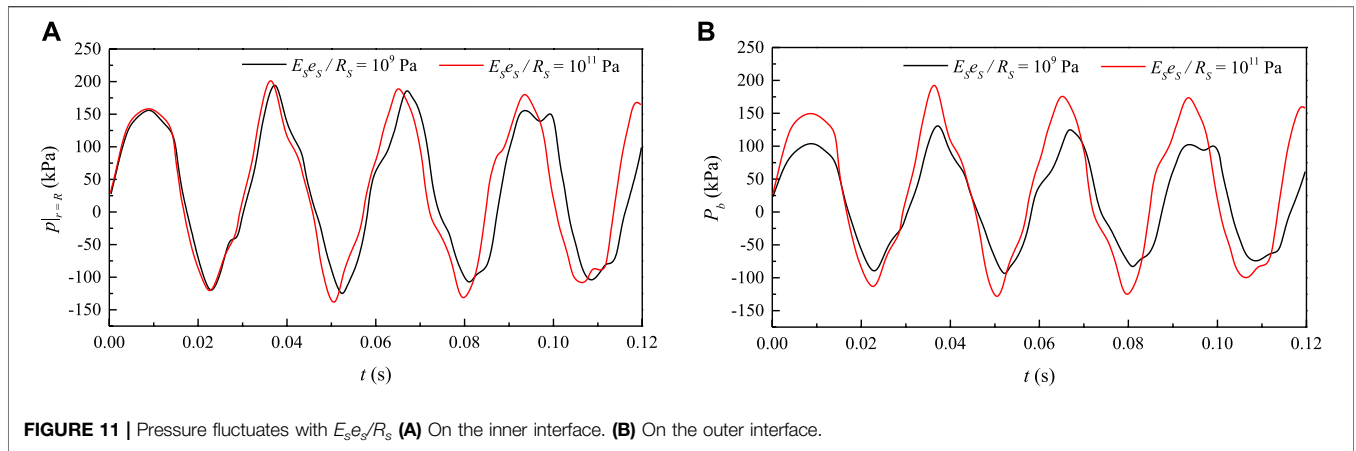 A
250
200
150
100
50
0
-50
-100
-150
p|r = R (kPa)
ESeS / RS = 10^9 Pa
ESeS / RS = 10^11 Pa
0.00 0.02 0.04 0.06 0.08 0.10 0.12
t (s)
B
250
200
150
100
50
0
-50
-100
-150
Pb (kPa)
ESeS / RS = 10^9 Pa
ESeS / RS = 10^11 Pa
0.00 0.02 0.04 0.06 0.08 0.10 0.12
t (s)
FIGURE 11 | Pressure fluctuates with Eses/Rs (A) On the inner interface. (B) On the outer interface.